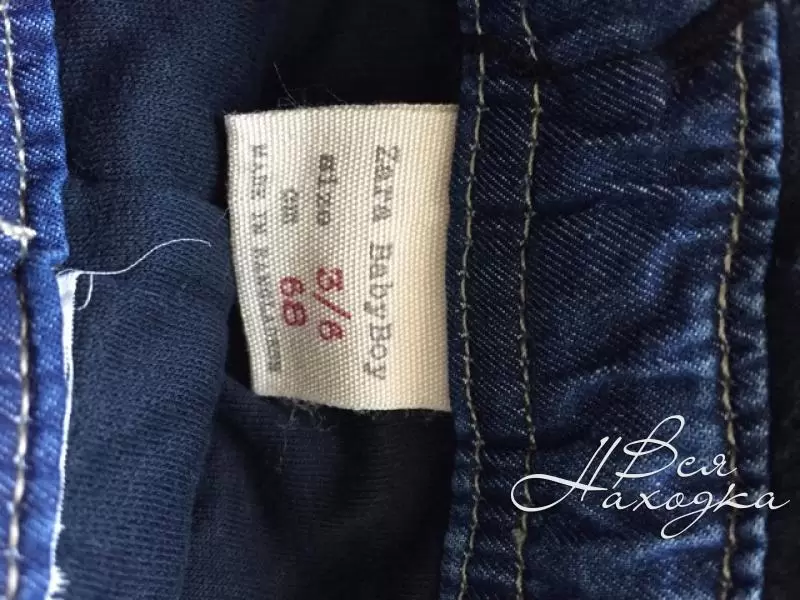 Zara BabyBoy
size 3/6
cm 68
MADE IN BANGLADESH
Вся
Находка